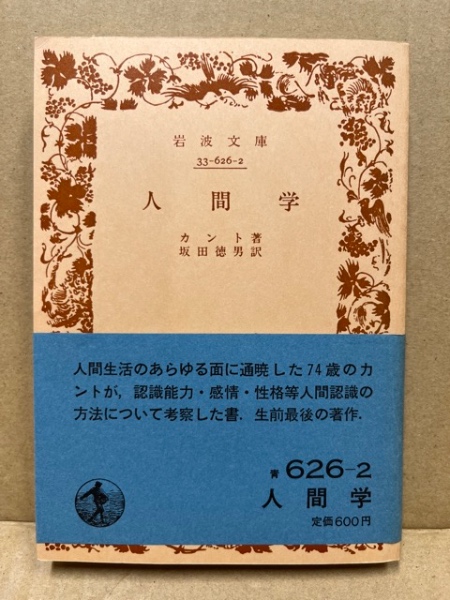 岩波文庫
33-626-2
人間学
カント著
坂田徳男訳
人間生活のあらゆる面に通暁した74歳のカ
ントが，認識能力・感情・性格等人間認識の
方法について考察した書．生前最後の著作．
青 626-2
人間学
定価600円